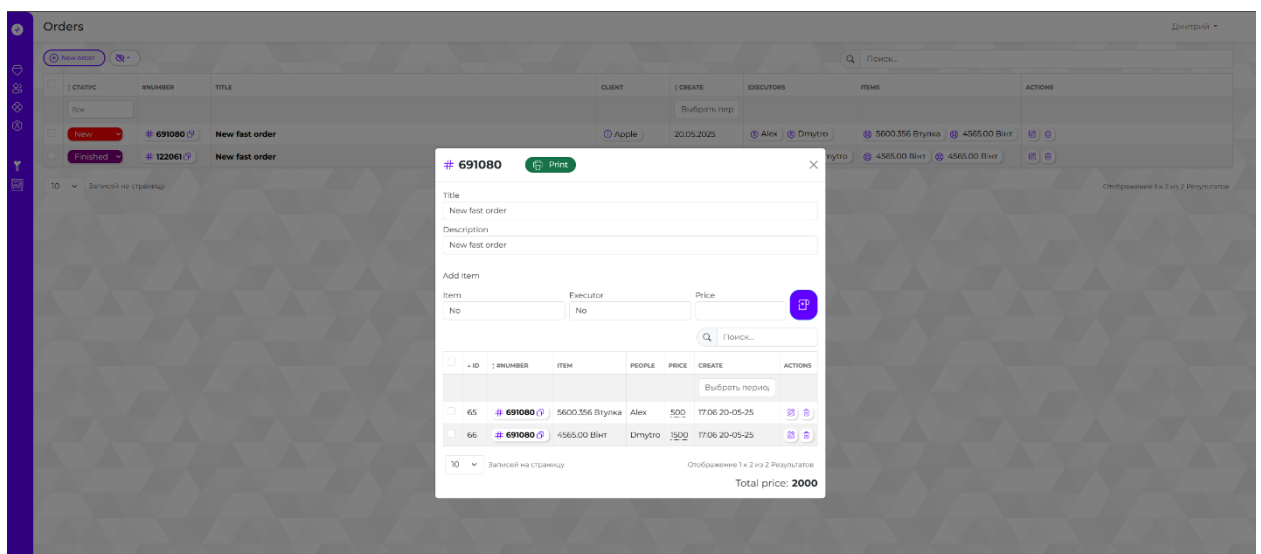 Orders
Дмитрий
New order
Поиск...
СТАТУС #NUMBER TITLE CLIENT CREATE EXECUTORS ITEMS ACTIONS
Все Выбрать пер
New # 691080 New fast order Apple 20.05.2025 Alex Dmytro 5600.356 Втулка 4565.00 Вінт
Finished # 122061 New fast order mytro 4565.00 Вінт 4565.00 Вінт
10 Записей на страницу Отображение 1 к 2 из 2 Результатов
# 691080 Print
Title
New fast order
Description
New fast order
Add Item
Item Executor Price
No No
Поиск...
ID #NUMBER ITEM PEOPLE PRICE CREATE ACTIONS
Выбрать период
65 # 691080 5600.356 Втулка Alex 500 17:06 20-05-25
66 # 691080 4565.00 Вінт Dmytro 1500 17:06 20-05-25
10 Записей на страницу Отображение 1 к 2 из 2 Результатов
Total price: 2000